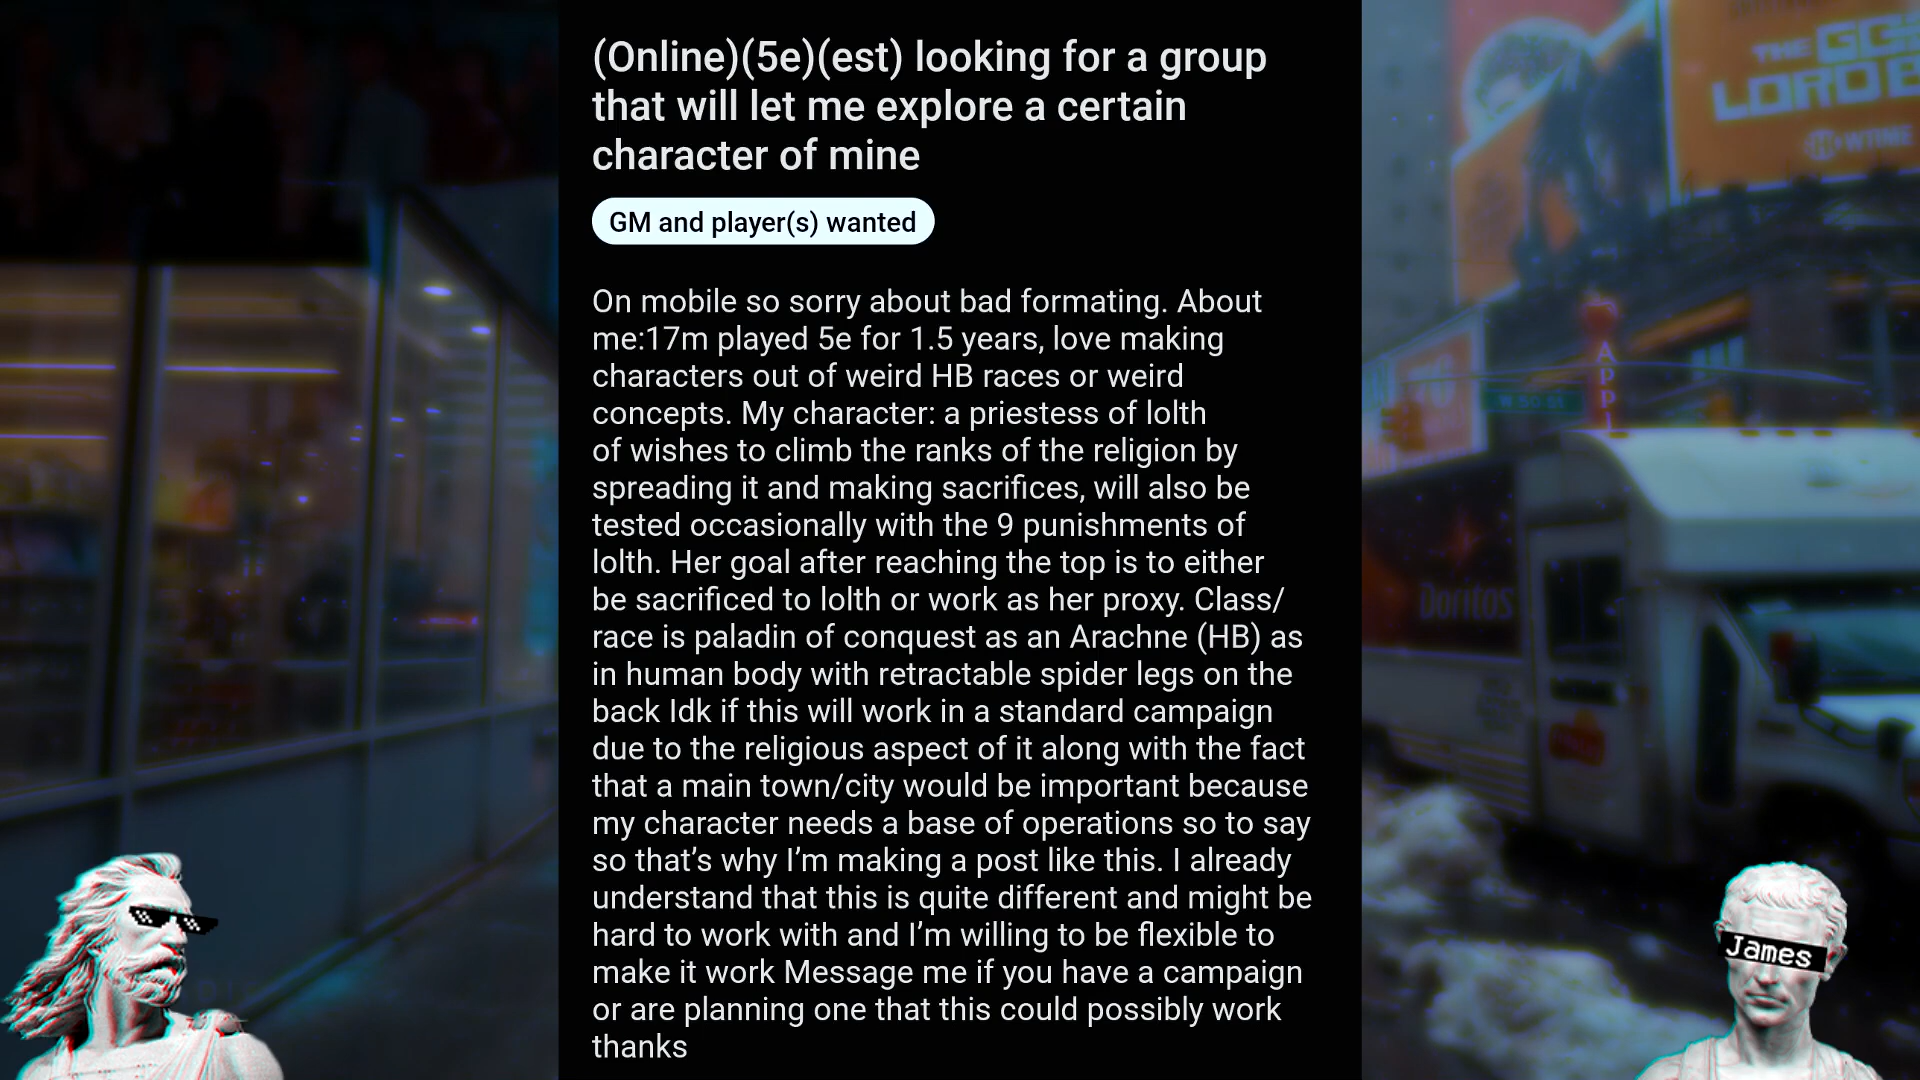 (Online)(5e)(est) looking for a group
that will let me explore a certain
character of mine
GM and player(s) wanted
On mobile so sorry about bad formating. About
me:17m played 5e for 1.5 years, love making
characters out of weird HB races or weird
concepts. My character: a priestess of lolth
of wishes to climb the ranks of the religion by
spreading it and making sacrifices, will also be
tested occasionally with the 9 punishments of
lolth. Her goal after reaching the top is to either
be sacrificed to lolth or work as her proxy. Class/
race is paladin of conquest as an Arachne (HB) as
in human body with retractable spider legs on the
back Idk if this will work in a standard campaign
due to the religious aspect of it along with the fact
that a main town/city would be important because
my character needs a base of operations so to say
so that's why I'm making a post like this. I already
understand that this is quite different and might be
hard to work with and I'm willing to be flexible to
make it work Message me if you have a campaign
or are planning one that this could possibly work
thanks
THE
LORD
SHOWTIME
APPL
W 50 ST
Doritos
James